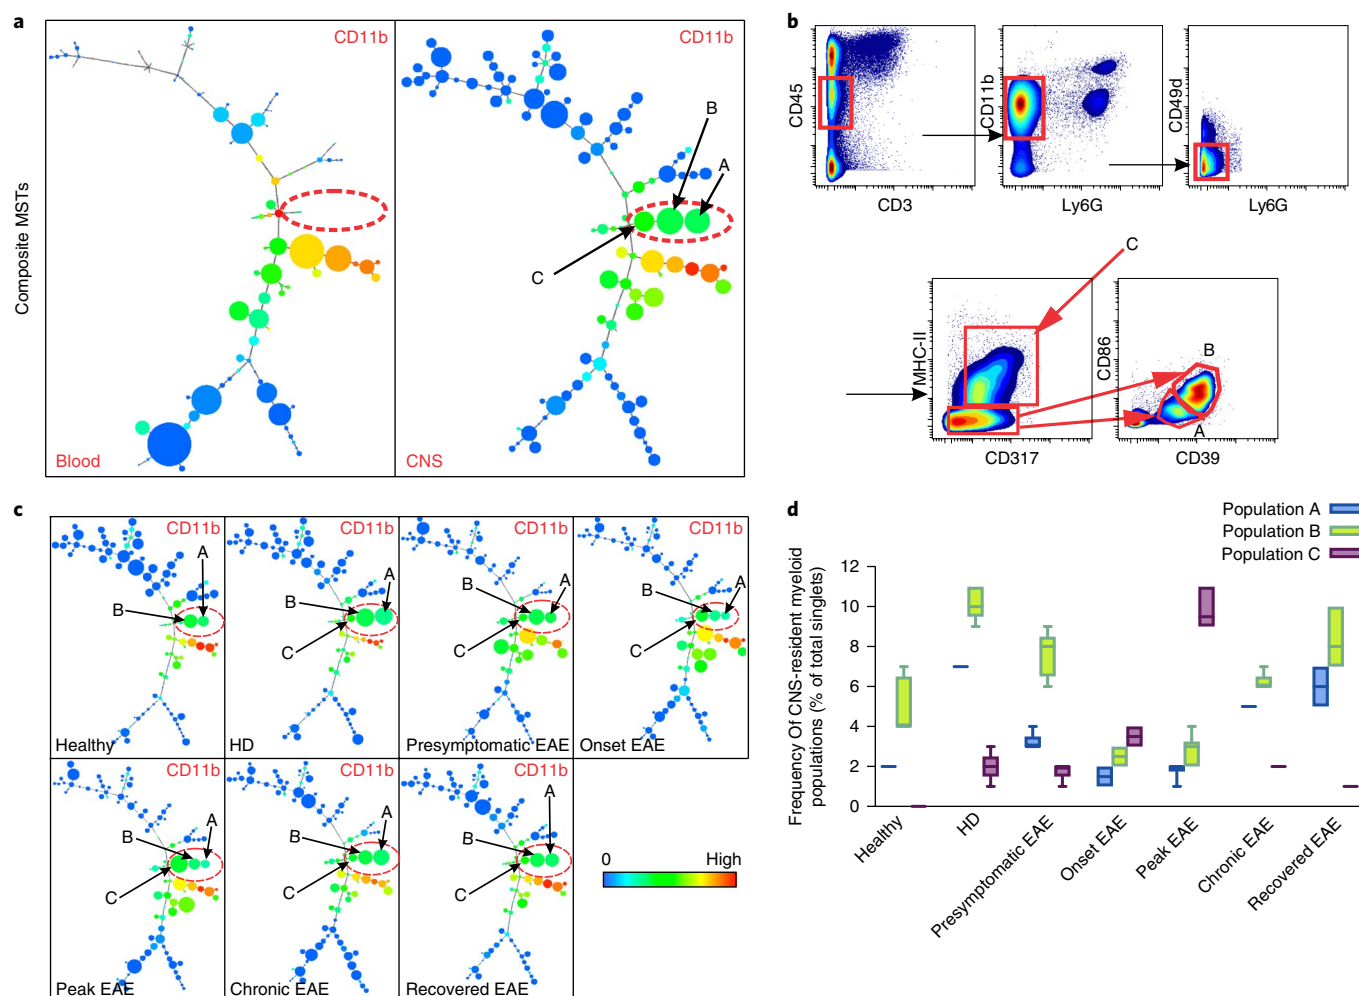 a
CD11b
CD11b
B
A
C
Composite MSTs
Blood
CNS
b
CD45
CD11b
CD49d
CD3
Ly6G
Ly6G
C
MHC-II
CD86
B
A
CD317
CD39
c
CD11b
CD11b
CD11b
CD11b
A
B
A
B
C
A
B
C
A
B
C
Healthy
HD
Presymptomatic EAE
Onset EAE
CD11b
CD11b
CD11b
A
B
C
A
B
C
A
B
C
0
High
Peak EAE
Chronic EAE
Recovered EAE
d
Population A
Population B
Population C
Frequency Of CNS-resident myeloid
populations (% of total singlets)
12
10
8
6
4
2
0
Healthy
HD
Presymptomatic EAE
Onset EAE
Peak EAE
Chronic EAE
Recovered EAE